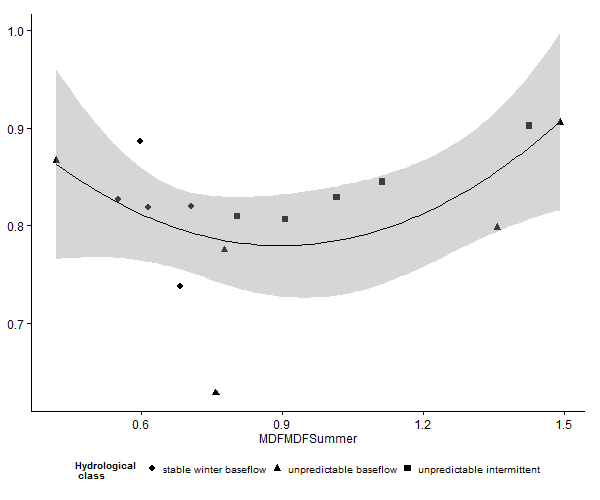 1.0
0.9
0.8
0.7
0.6 0.9 1.2 1.5
MDFMDFSummer
Hydrological
class
stable winter baseflow unpredictable baseflow unpredictable intermittent